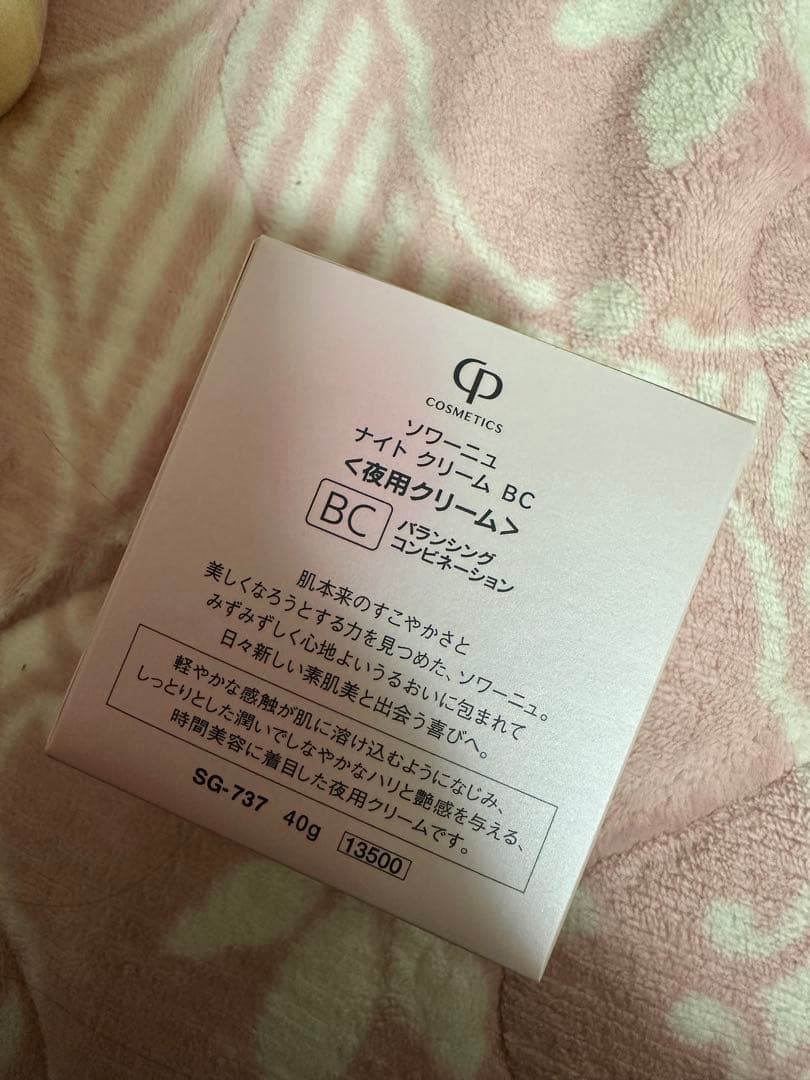 CP
COSMETICS
ソワーニュ
ナイト クリーム BC
<夜用クリーム>
BC バランシング
コンビネーション
肌本来のすこやかさと
美しくなろうとする力を見つめた、ソワーニュ。
みずみずしく心地よいうるおいに包まれて
日々新しい素肌美と出会う喜びへ。
軽やかな感触が肌に溶け込むようになじみ、
しっとりとした潤いでしなやかなハリと艶感を与える、
時間美容に着目した夜用クリームです。
SG-737 40g 13500